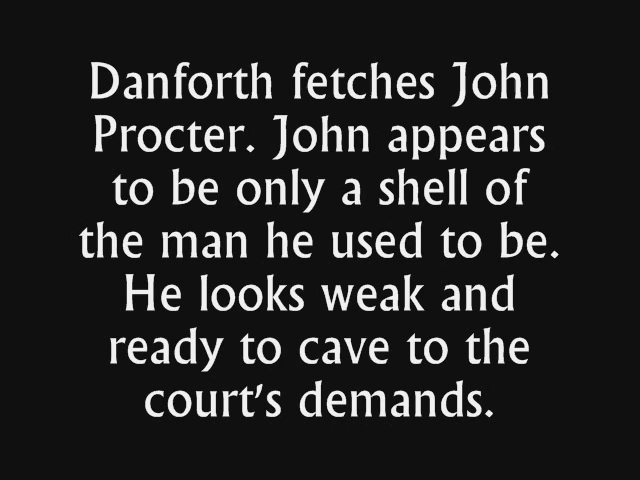 Danforth fetches John
Procter. John appears
to be only a shell of
the man he used to be.
He looks weak and
ready to cave to the
court's demands.